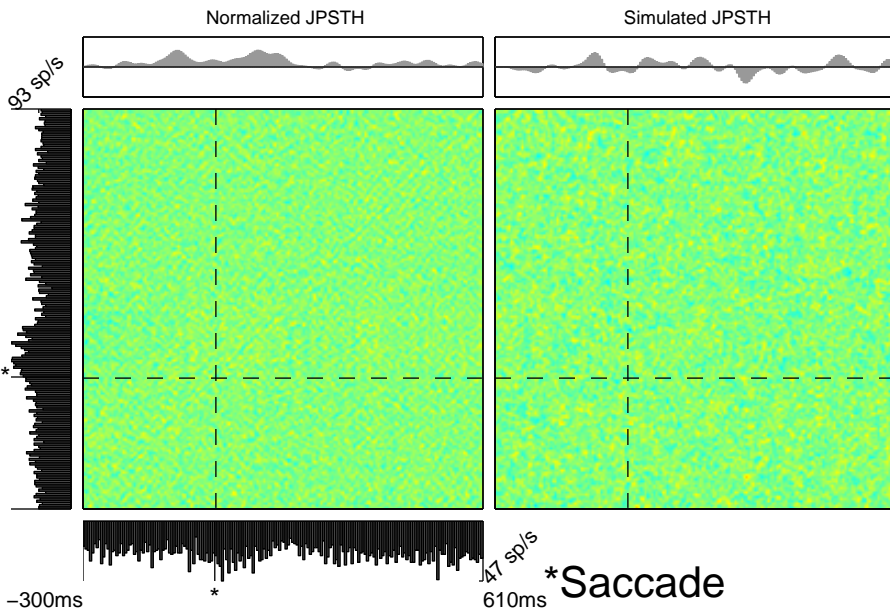 Normalized JPSTH
Simulated JPSTH
93 sp/s
*
47 sp/s
*Saccade
−300ms
*
610ms